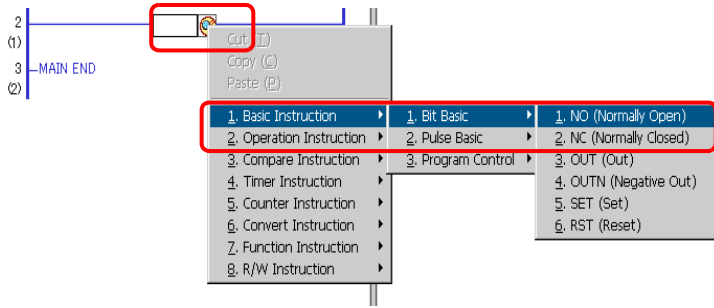 2
(1)
3 MAIN END
(2)
Cut (T)
Copy (C)
Paste (P)
1. Basic Instruction
2. Operation Instruction
3. Compare Instruction
4. Timer Instruction
5. Counter Instruction
6. Convert Instruction
7. Function Instruction
8. R/W Instruction
1. Bit Basic
2. Pulse Basic
3. Program Control
1. NO (Normally Open)
2. NC (Normally Closed)
3. OUT (Out)
4. OUTN (Negative Out)
5. SET (Set)
6. RST (Reset)